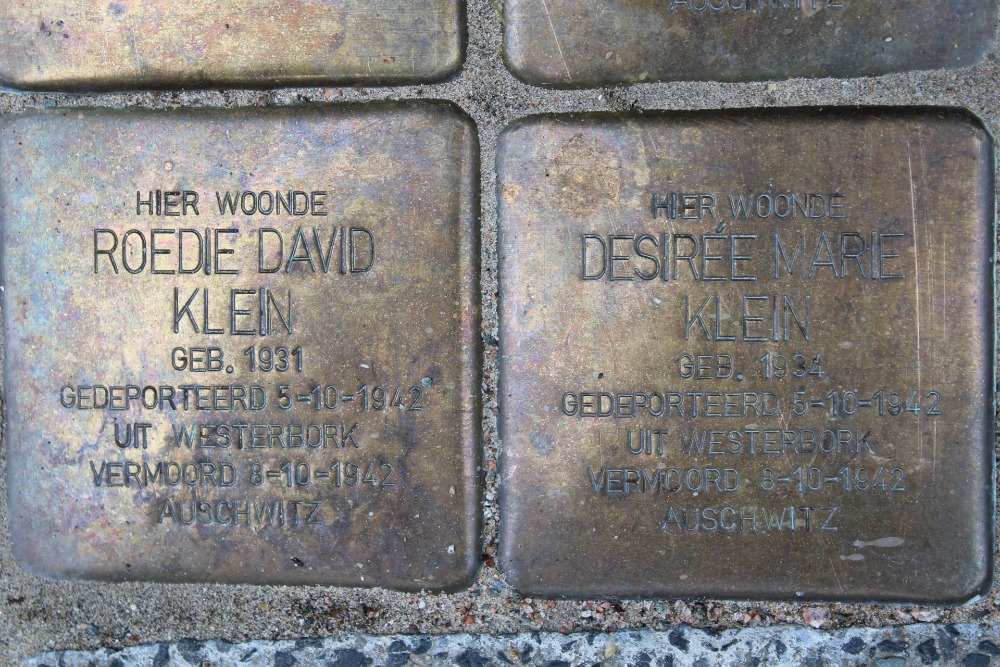 AUSCHWITZ
HIER WOONDE
ROEDIE DAVID
KLEIN
GEB. 1931
GEDEPORTEERD 5-10-1942
UIT WESTERBORK
VERMOORD 8-10-1942
AUSCHWITZ
HIER WOONDE
DESIRÉE MARIE
KLEIN
GEB. 1934
GEDEPORTEERD 5-10-1942
UIT WESTERBORK
VERMOORD 8-10-1942
AUSCHWITZ